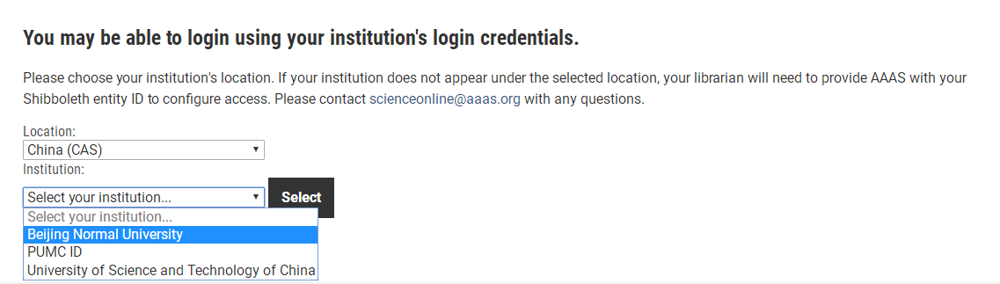 You may be able to login using your institution's login credentials.
Please choose your institution's location. If your institution does not appear under the selected location, your librarian will need to provide AAAS with your
Shibboleth entity ID to configure access. Please contact scienceonline@aaas.org with any questions.
Location:
China (CAS)
Institution:
Select your institution... Select
Select your institution...
Beijing Normal University
PUMC ID
University of Science and Technology of China